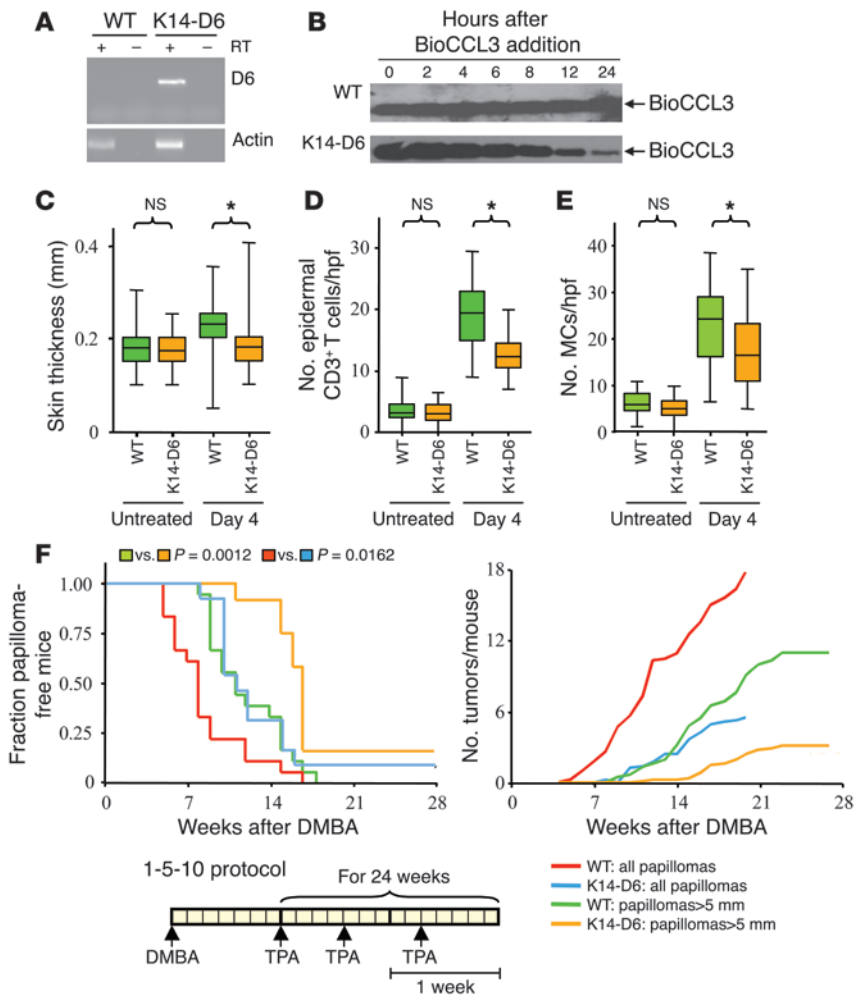 A
WT K14-D6
+ – + – RT
D6
Actin
B
Hours after
BioCCL3 addition
0 2 4 6 8 12 24
WT
BioCCL3
K14-D6
BioCCL3
C
NS *
Skin thickness (mm)
0.4
0.2
0
WT
K14-D6
WT
K14-D6
Untreated Day 4
D
NS *
No. epidermal
CD3+ T cells/hpf
30
20
10
0
WT
K14-D6
WT
K14-D6
Untreated Day 4
E
NS *
No. MCs/hpf
40
30
20
10
0
WT
K14-D6
WT
K14-D6
Untreated Day 4
F
vs. P = 0.0012 vs. P = 0.0162
Fraction papilloma-
free mice
1.00
0.75
0.50
0.25
0
0 7 14 21 28
Weeks after DMBA
No. tumors/mouse
18
12
6
0
0 7 14 21 28
Weeks after DMBA
1-5-10 protocol
For 24 weeks
DMBA TPA TPA TPA
1 week
WT: all papillomas
K14-D6: all papillomas
WT: papillomas>5 mm
K14-D6: papillomas>5 mm